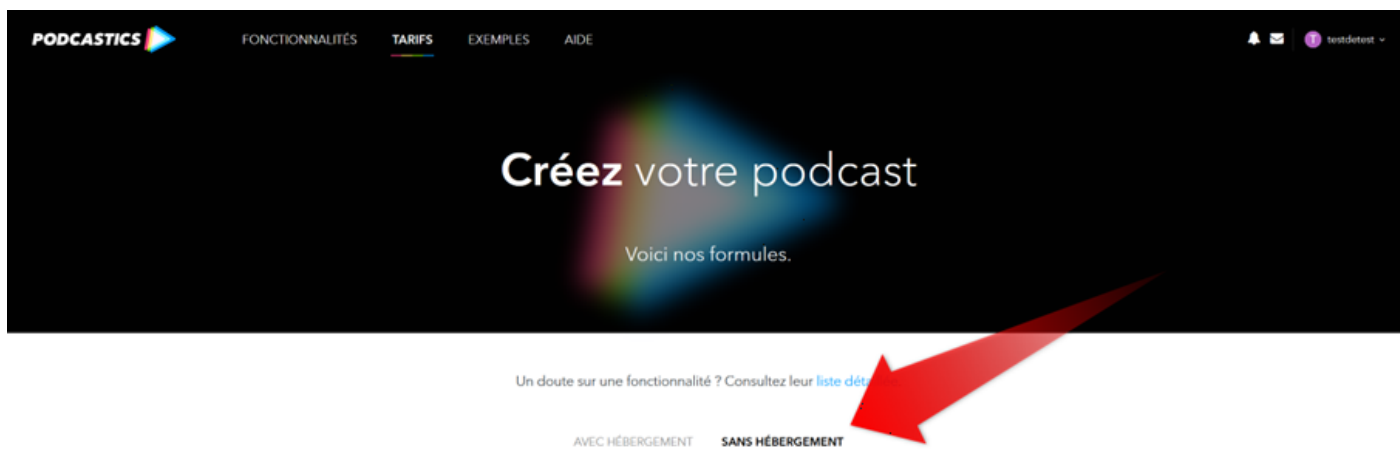 PODCASTICS FONCTIONNALITÉS TARIFS EXEMPLES AIDE T testdetest
Créez votre podcast
Voici nos formules.
Un doute sur une fonctionnalité ? Consultez leur liste
AVEC HÉBERGEMENT SANS HÉBERGEMENT